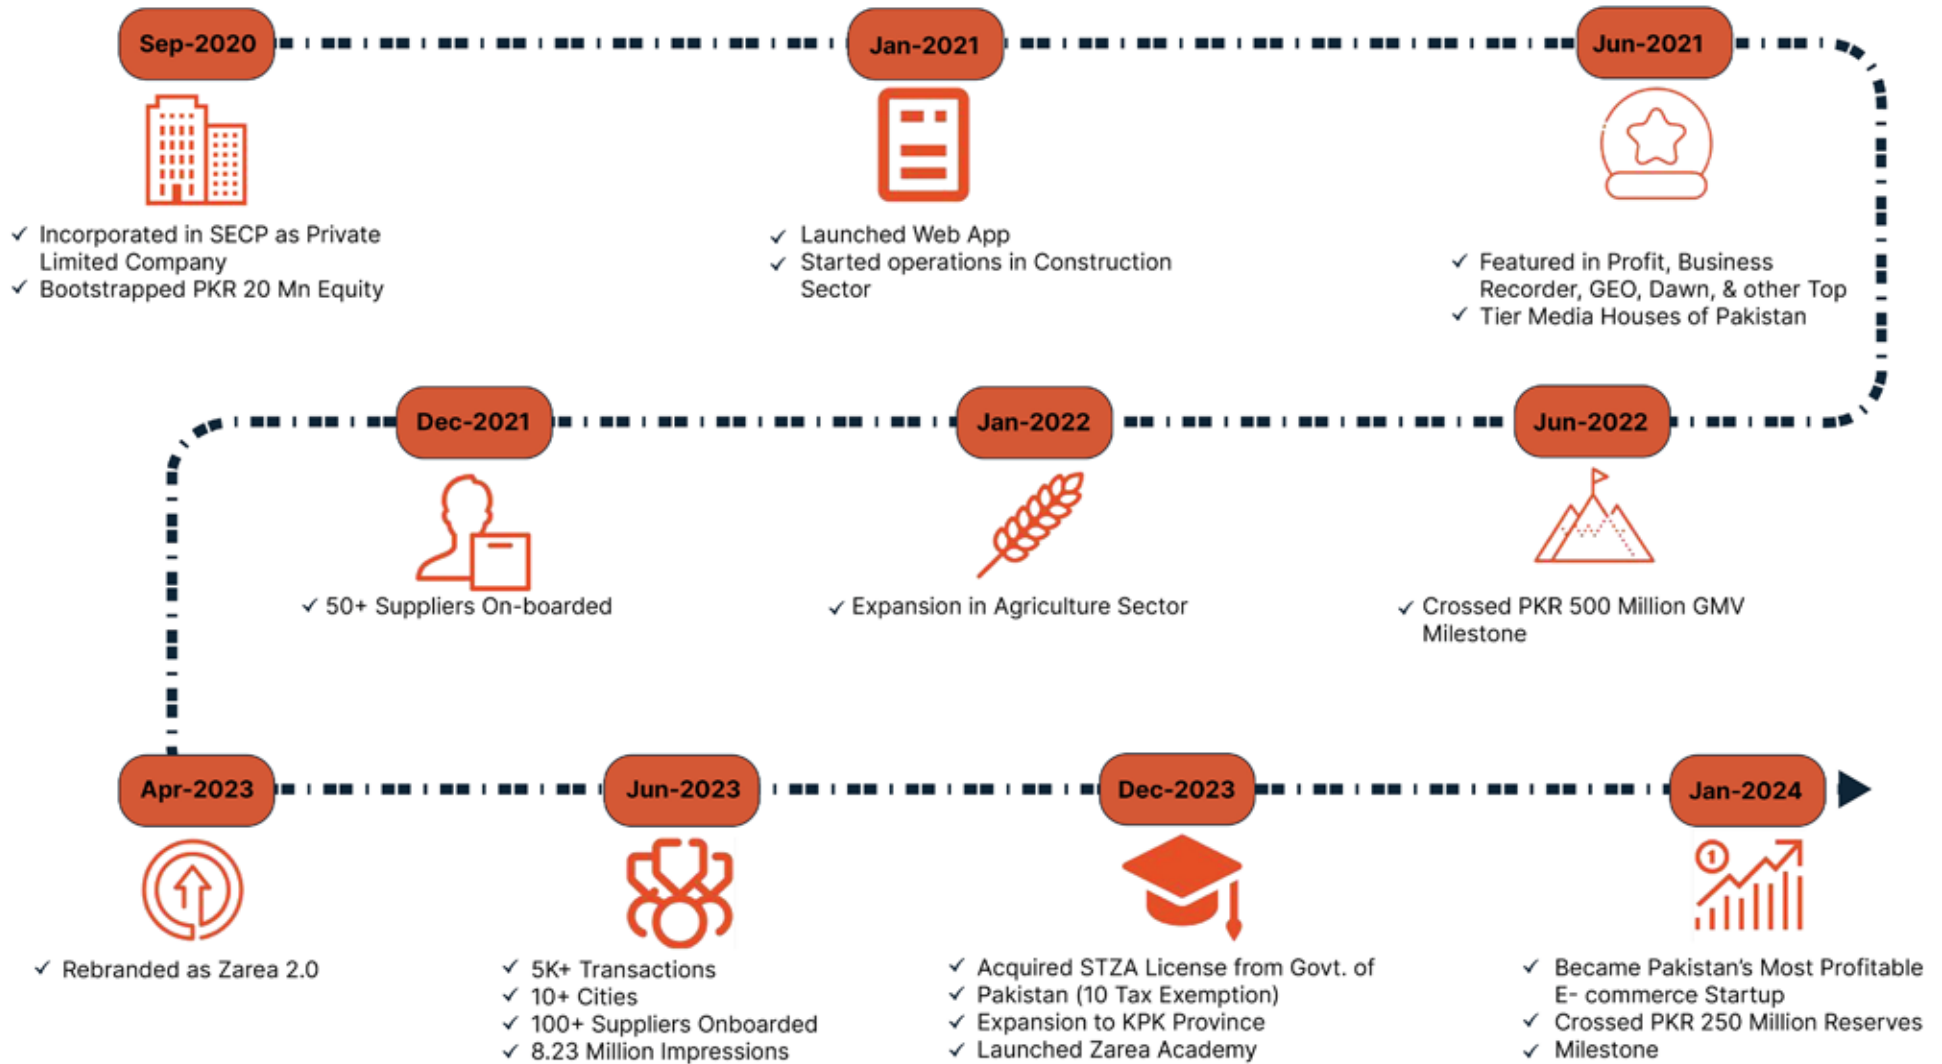 Sep-2020
Jan-2021
Jun-2021
✓ Incorporated in SECP as Private
Limited Company
✓ Bootstrapped PKR 20 Mn Equity
✓ Launched Web App
✓ Started operations in Construction
Sector
✓ Featured in Profit, Business
Recorder, GEO, Dawn, & other Top
✓ Tier Media Houses of Pakistan
Dec-2021
Jan-2022
Jun-2022
✓ 50+ Suppliers On-boarded
✓ Expansion in Agriculture Sector
✓ Crossed PKR 500 Million GMV
Milestone
Apr-2023
Jun-2023
Dec-2023
Jan-2024
1
✓ Rebranded as Zarea 2.0
✓ 5K+ Transactions
✓ 10+ Cities
✓ 100+ Suppliers Onboarded
✓ 8.23 Million Impressions
✓ Acquired STZA License from Govt. of
✓ Pakistan (10 Tax Exemption)
✓ Expansion to KPK Province
✓ Launched Zarea Academy
✓ Became Pakistan's Most Profitable
E- commerce Startup
✓ Crossed PKR 250 Million Reserves
✓ Milestone